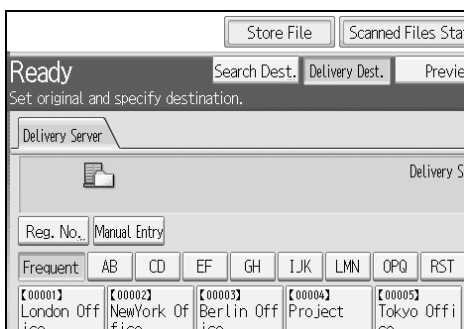 Store File Scanned Files Sta
Ready Search Dest. Delivery Dest. Previe
Set original and specify destination.
Delivery Server
Delivery S
Reg. No. Manual Entry
Frequent AB CD EF GH IJK LMN OPQ RST
[00001] [00002] [00003] [00004] [00005]
London Off NewYork Of Berlin Off Project Tokyo Offi
ice ffice ice ce